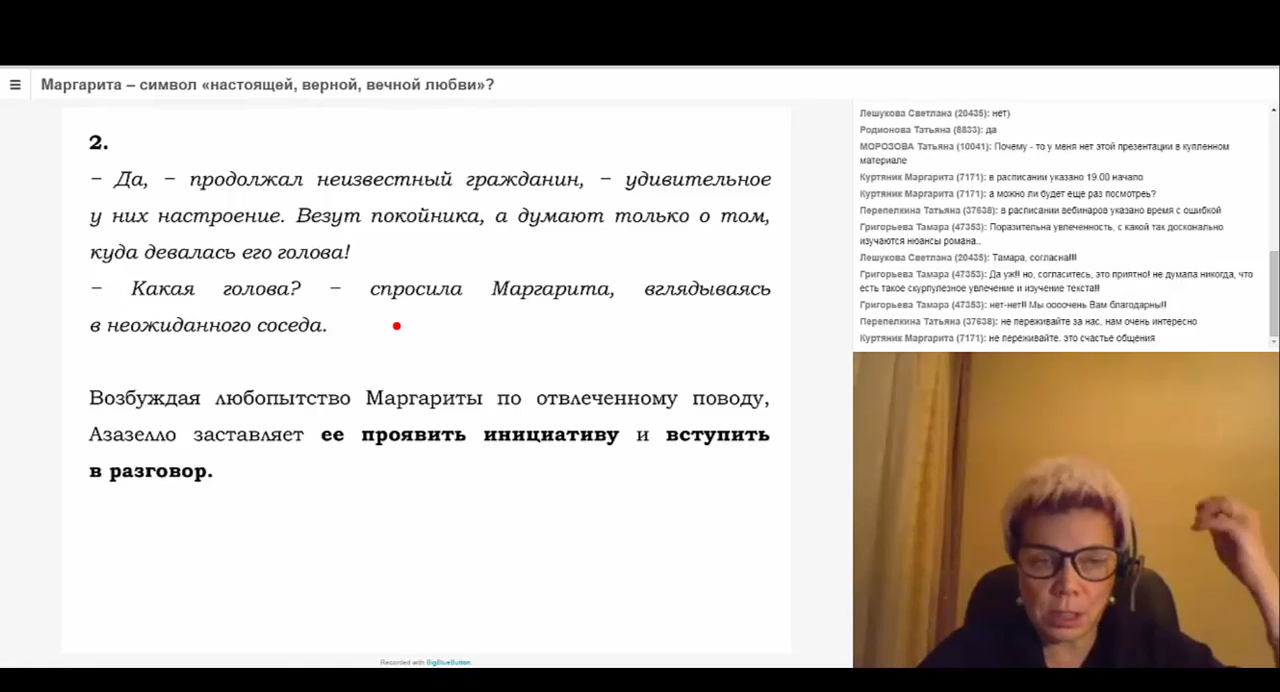 Маргарита – символ «настоящей, верной, вечной любви»?
2.
– Да, – продолжал неизвестный гражданин, – удивительное
у них настроение. Везут покойника, а думают только о том,
куда девалась его голова!
– Какая голова? – спросила Маргарита, вглядываясь
в неожиданного соседа.
Возбуждая любопытство Маргариты по отвлеченному поводу,
Азазелло заставляет ее проявить инициативу и вступить
в разговор.
Лешукова Светлана (20435): нет)
Родионова Татьяна (8833): да
МОРОЗОВА Татьяна (10041): Почему - то у меня нет этой презентации в купленном
материале
Куртяник Маргарита (7171): в расписании указано 19.00 начало
Куртяник Маргарита (7171): а можно ли будет еще раз посмотреь?
Перепелкина Татьяна (37638): в расписании вебинаров указано время с ошибкой
Григорьева Тамара (47353): Поразительна увлеченность, с какой так досконально
изучаются нюансы романа..
Лешукова Светлана (20435): Тамара, согласна!!!
Григорьева Тамара (47353): Да уж!! но, согласитесь, это приятно! не думала никогда, что
есть такое скурпулезное увлечение и изучение текста!!!
Григорьева Тамара (47353): нет-нет!! Мы оооочень Вам благодарны!!
Перепелкина Татьяна (37638): не переживайте за нас, нам очень интересно
Куртяник Маргарита (7171): не переживайте. это счастье общения
Recorded with BigBlueButton.